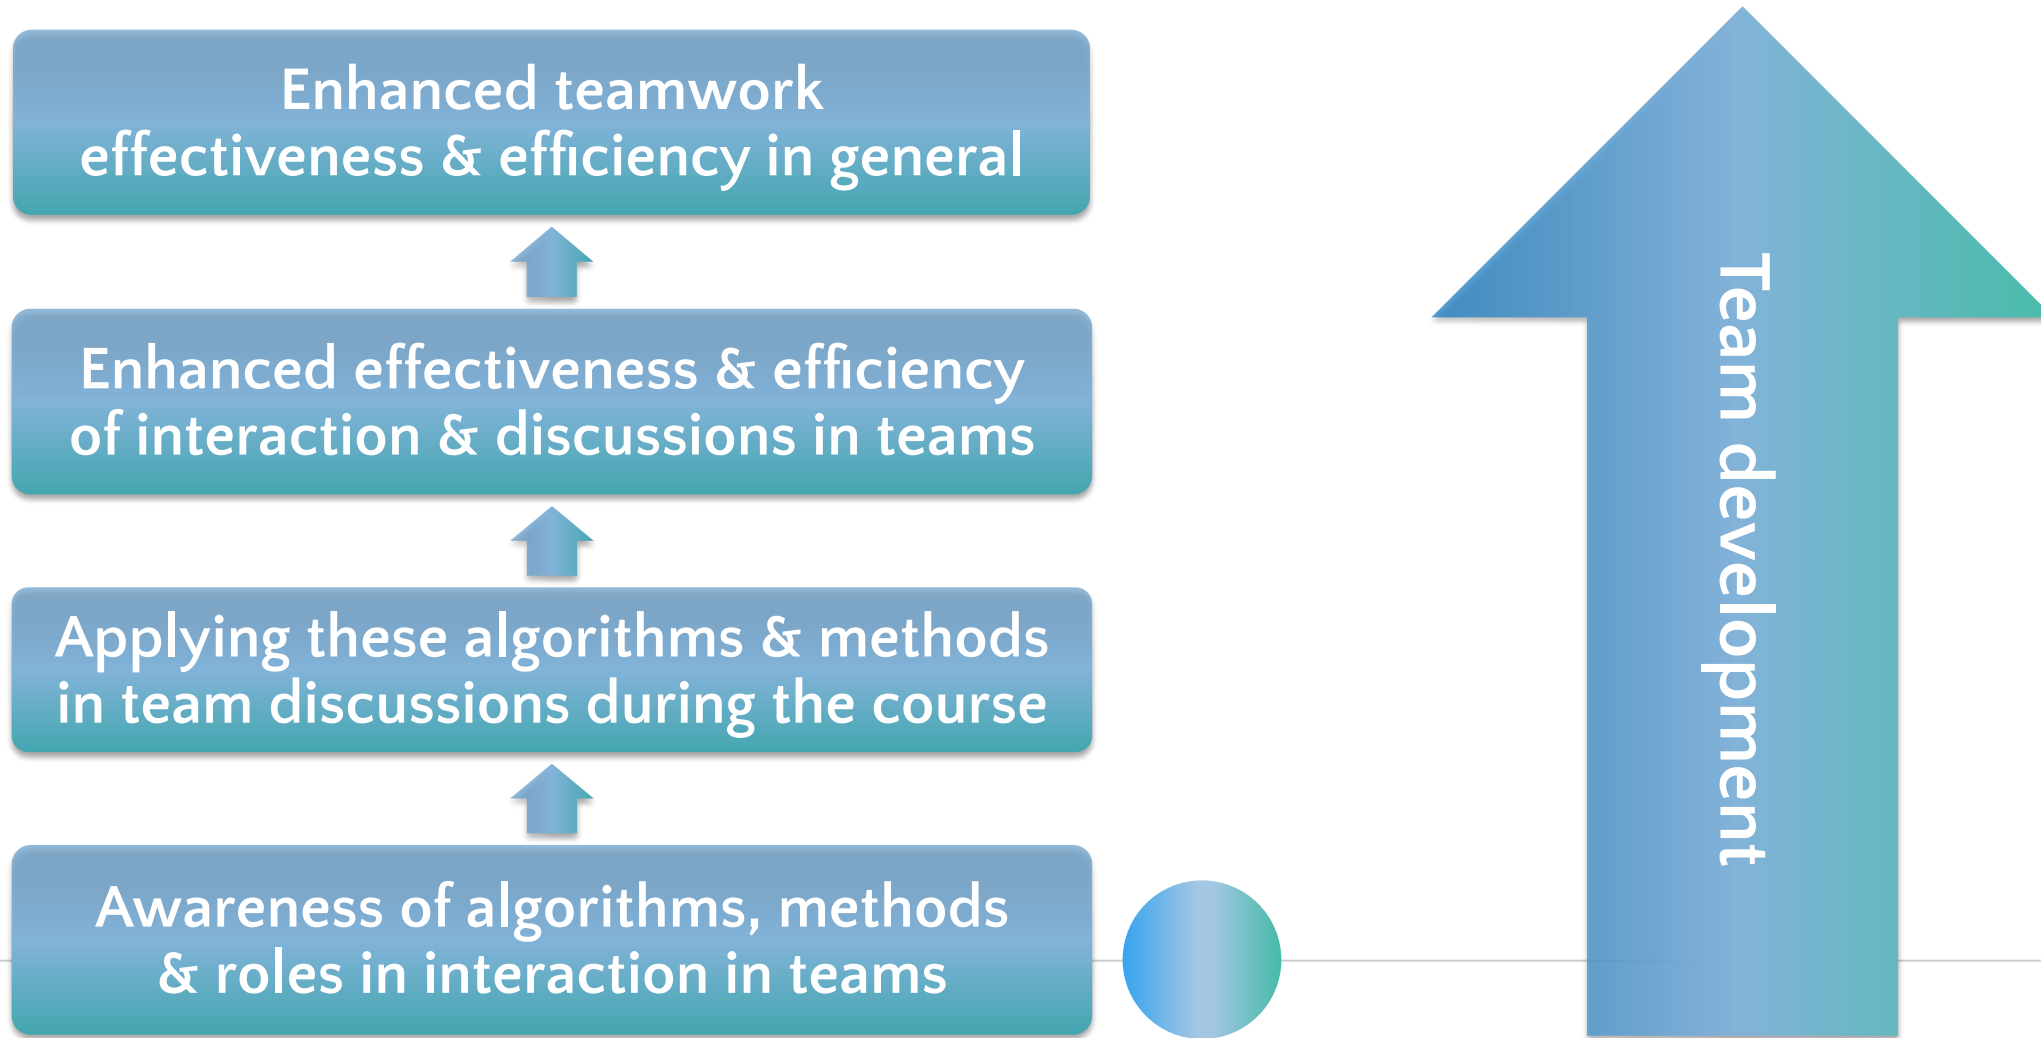 Enhanced teamwork
effectiveness & efficiency in general
Enhanced effectiveness & efficiency
of interaction & discussions in teams
Applying these algorithms & methods
in team discussions during the course
Awareness of algorithms, methods
& roles in interaction in teams
Team development